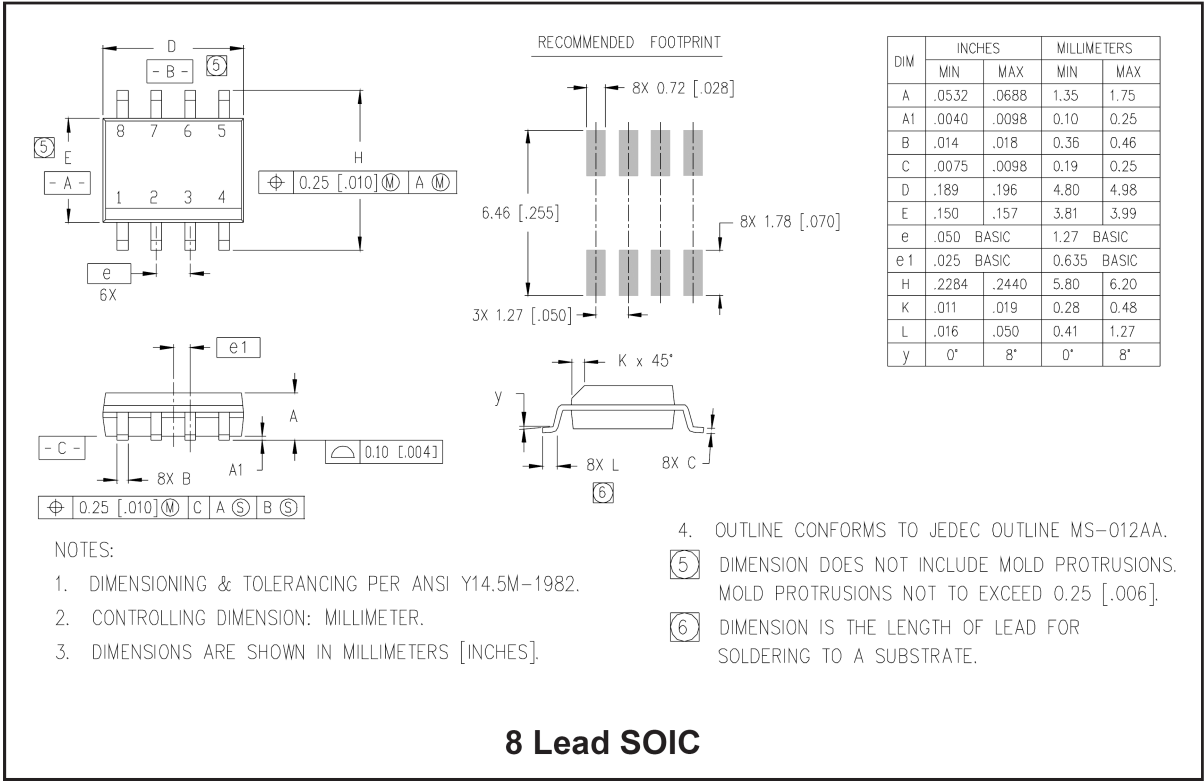 D
- B -
5
8 7 6 5
5
E
- A -
H
⌖ 0.25 [.010] Ⓜ A Ⓜ
1 2 3 4
e
6X
RECOMMENDED FOOTPRINT
8X 0.72 [.028]
6.46 [.255]
8X 1.78 [.070]
3X 1.27 [.050]
DIM INCHES MILLIMETERS
MIN MAX MIN MAX
A .0532 .0688 1.35 1.75
A1 .0040 .0098 0.10 0.25
B .014 .018 0.36 0.46
C .0075 .0098 0.19 0.25
D .189 .196 4.80 4.98
E .150 .157 3.81 3.99
e .050 BASIC 1.27 BASIC
e1 .025 BASIC 0.635 BASIC
H .2284 .2440 5.80 6.20
K .011 .019 0.28 0.48
L .016 .050 0.41 1.27
y 0° 8° 0° 8°
e1
A
- C -
0.10 [.004]
8X B
A1
⌖ 0.25 [.010] Ⓜ C A Ⓢ B Ⓢ
K x 45°
y
8X L
8X C
6
NOTES:
1. DIMENSIONING & TOLERANCING PER ANSI Y14.5M-1982.
2. CONTROLLING DIMENSION: MILLIMETER.
3. DIMENSIONS ARE SHOWN IN MILLIMETERS [INCHES].
4. OUTLINE CONFORMS TO JEDEC OUTLINE MS-012AA.
5 DIMENSION DOES NOT INCLUDE MOLD PROTRUSIONS.
MOLD PROTRUSIONS NOT TO EXCEED 0.25 [.006].
6 DIMENSION IS THE LENGTH OF LEAD FOR
SOLDERING TO A SUBSTRATE.
8 Lead SOIC